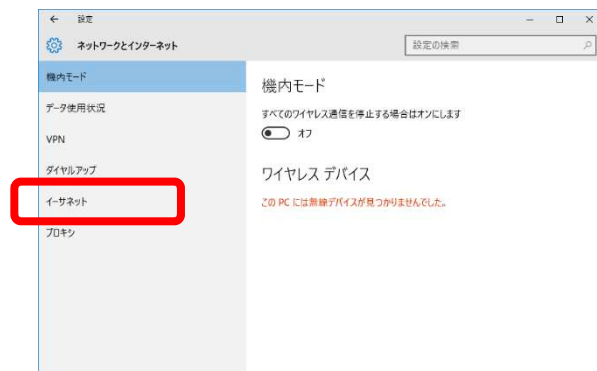 設定
ネットワークとインターネット
設定の検索
機内モード
データ使用状況
VPN
ダイヤルアップ
イーサネット
プロキシ
機内モード
すべてのワイヤレス通信を停止する場合はオンにします
オフ
ワイヤレス デバイス
この PC には無線デバイスが見つかりませんでした。